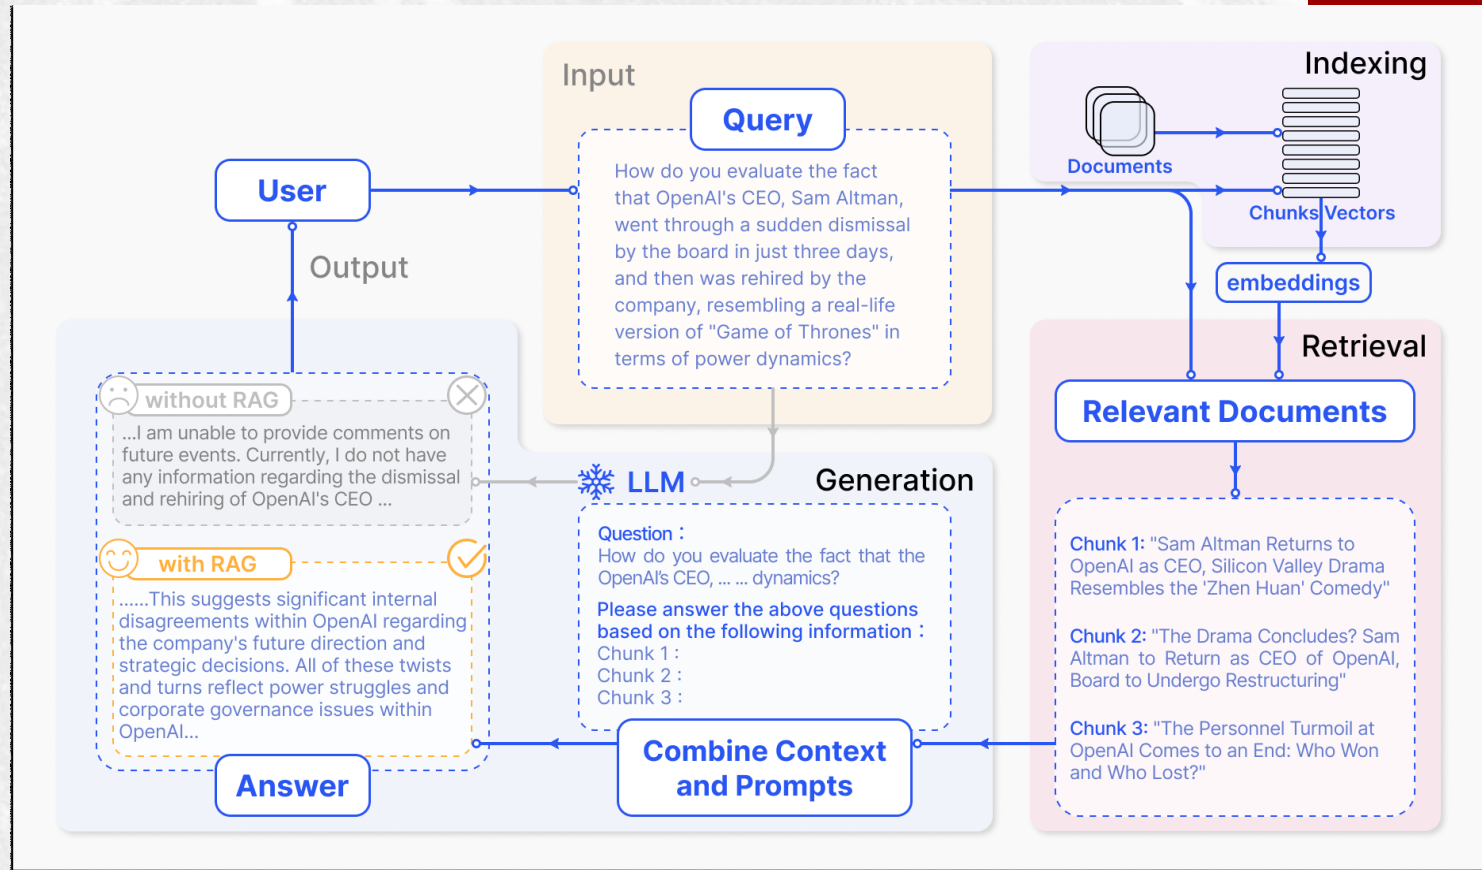 Input
Query
How do you evaluate the fact
that OpenAI's CEO, Sam Altman,
went through a sudden dismissal
by the board in just three days,
and then was rehired by the
company, resembling a real-life
version of "Game of Thrones" in
terms of power dynamics?
Indexing
Documents
Chunks Vectors
embeddings
User
Output
Retrieval
Relevant Documents
Chunk 1: "Sam Altman Returns to
OpenAI as CEO, Silicon Valley Drama
Resembles the 'Zhen Huan' Comedy"
Chunk 2: "The Drama Concludes? Sam
Altman to Return as CEO of OpenAI,
Board to Undergo Restructuring"
Chunk 3: "The Personnel Turmoil at
OpenAI Comes to an End: Who Won
and Who Lost?"
Generation
LLM
Question :
How do you evaluate the fact that the
OpenAI's CEO, ... ... dynamics?
Please answer the above questions
based on the following information :
Chunk 1 :
Chunk 2 :
Chunk 3 :
Combine Context
and Prompts
without RAG
...I am unable to provide comments on
future events. Currently, I do not have
any information regarding the dismissal
and rehiring of OpenAI's CEO ...
with RAG
......This suggests significant internal
disagreements within OpenAI regarding
the company's future direction and
strategic decisions. All of these twists
and turns reflect power struggles and
corporate governance issues within
OpenAI...
Answer